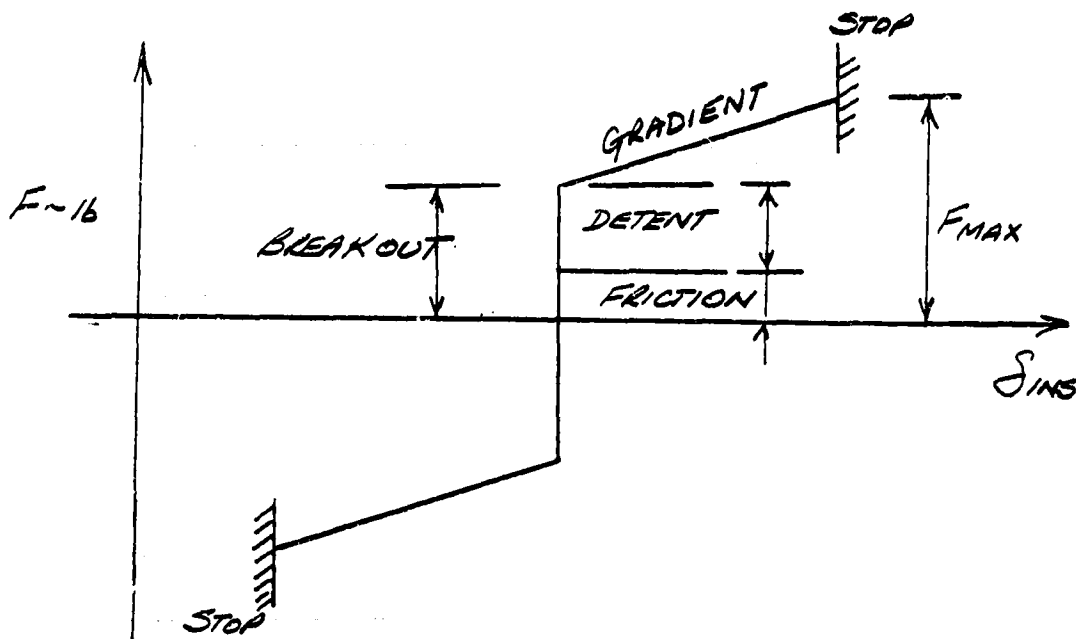 STOP
GRADIENT
F~lb
BREAKOUT
DETENT
FMAX
FRICTION
δINS
STOP